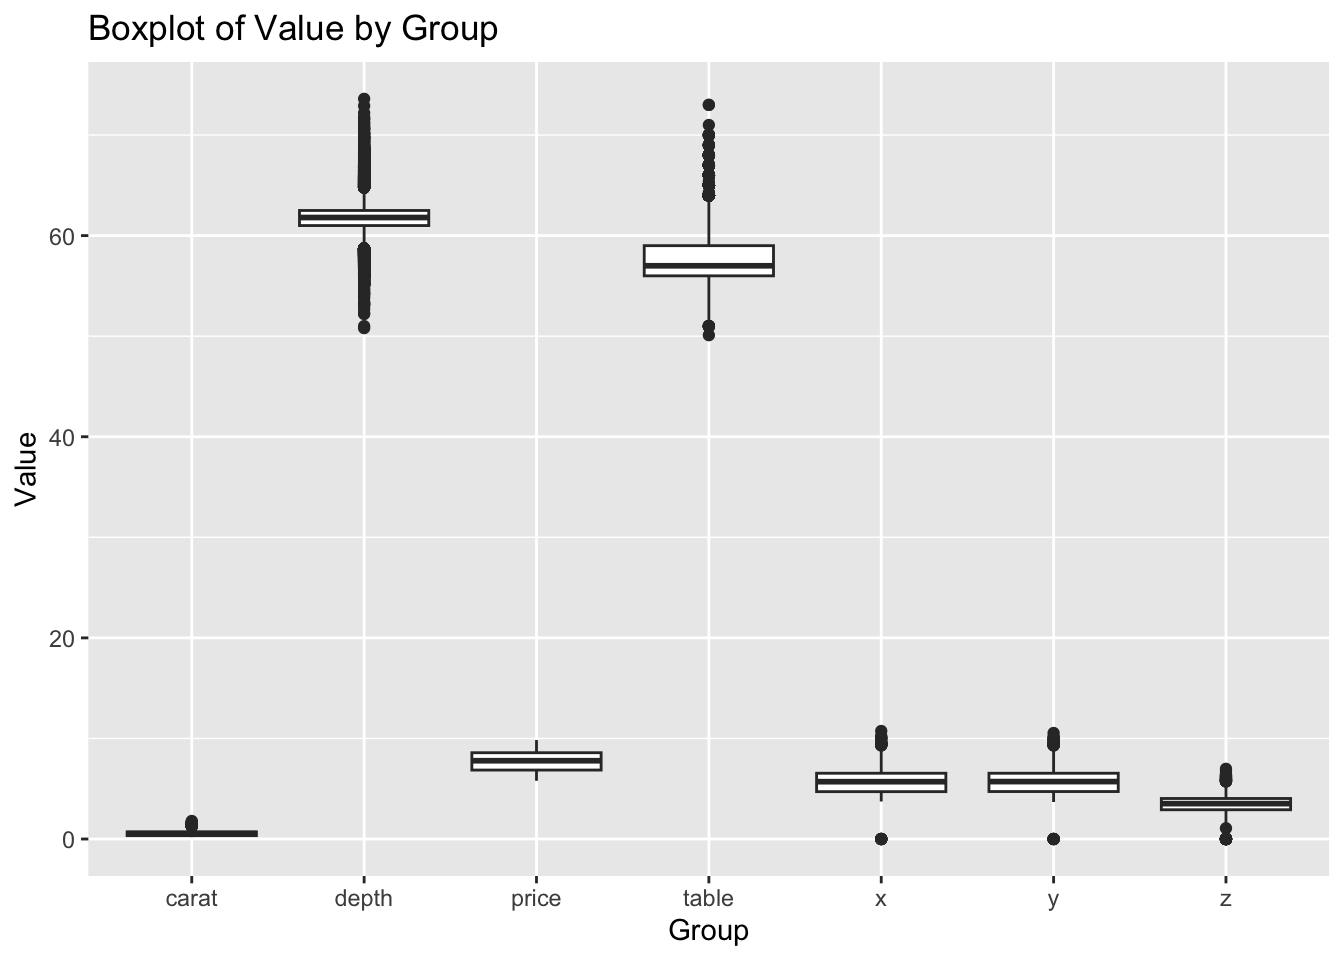 Boxplot of Value by Group
Value
60
40
20
0
carat depth price table x y z
Group